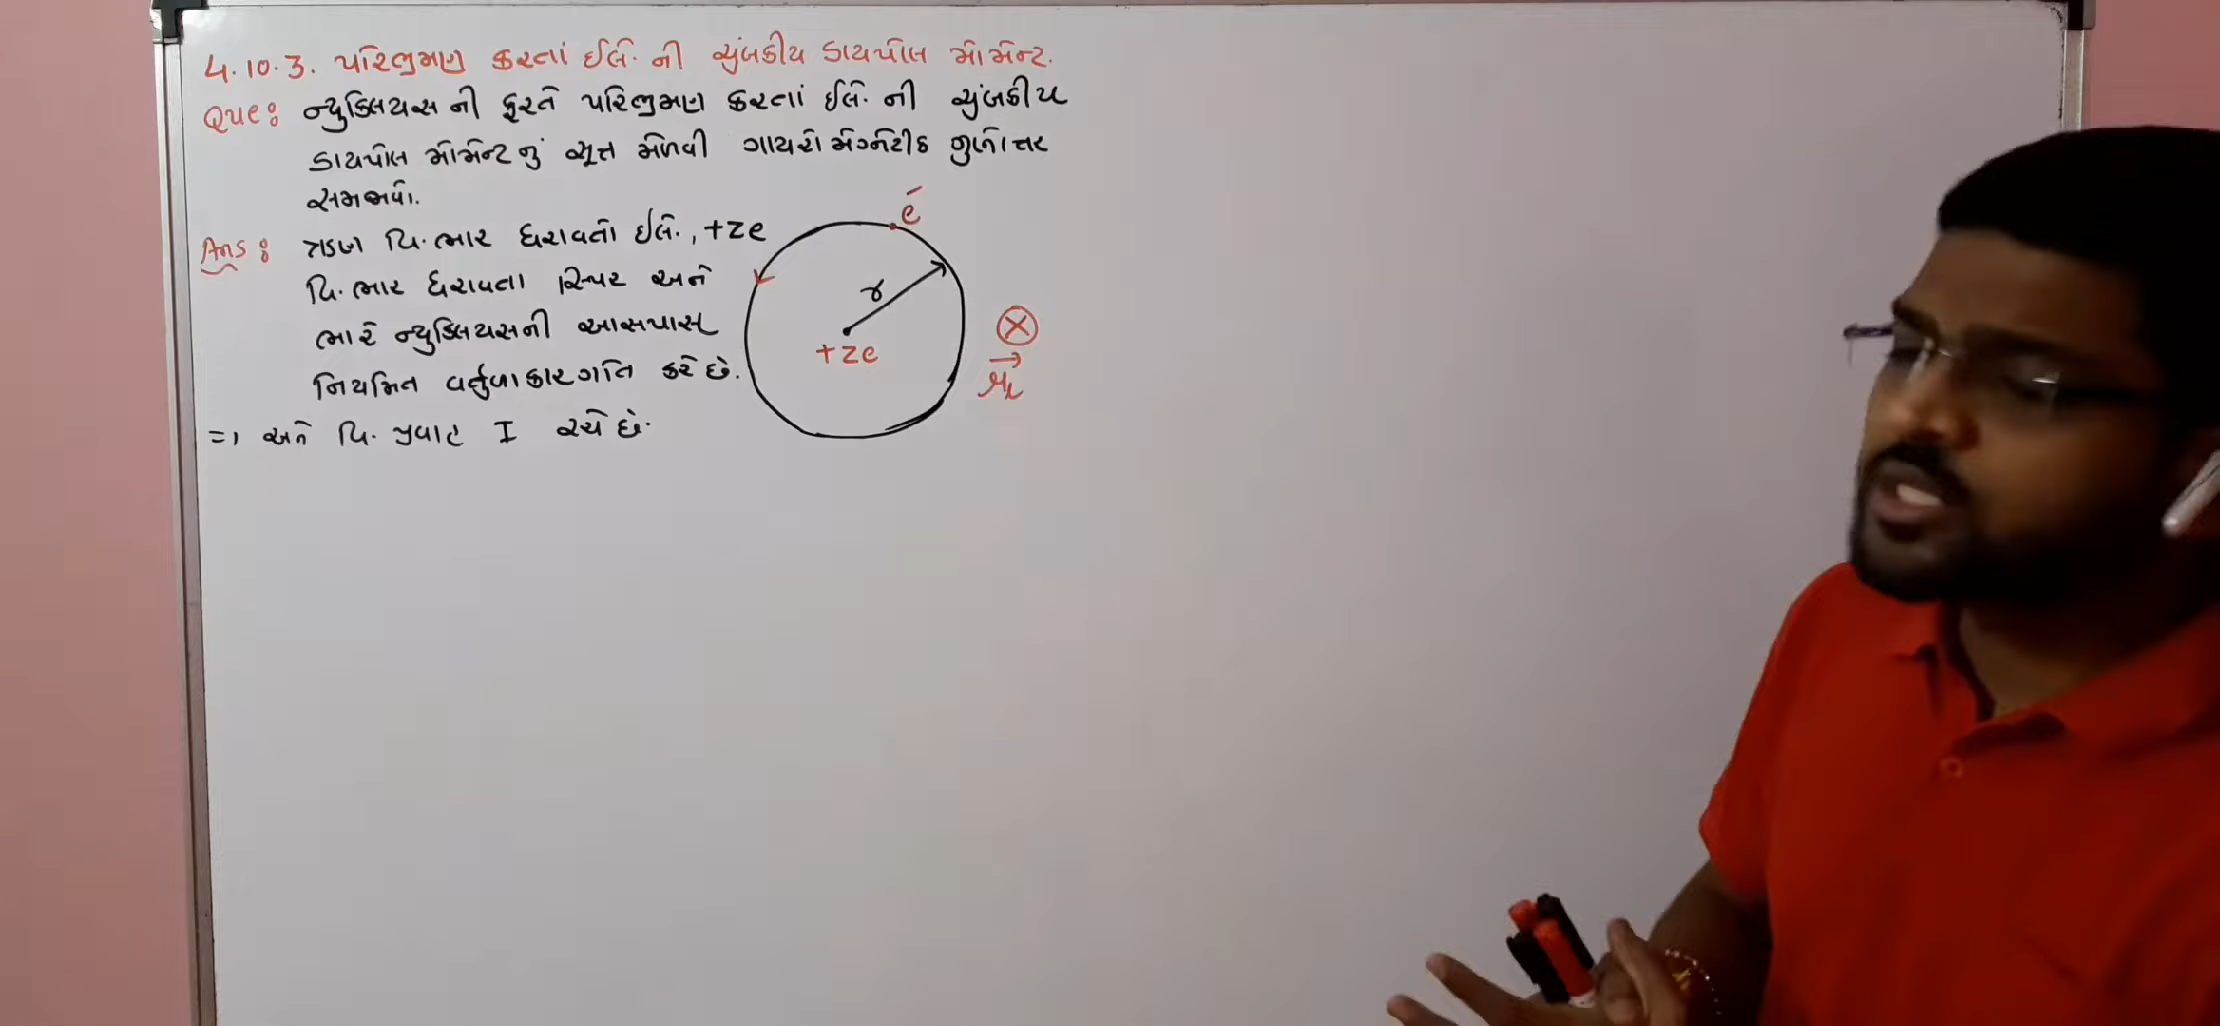 4.10.3. પરિભ્રમણ કરતાં ઈલે. ની ચુંબકીય ડાયપોલ મોમેન્ટ.
Que: ન્યુક્લિયસ ની ફરતે પરિભ્રમણ કરતાં ઈલે. ની ચુંબકીય
ડાયપોલ મોમેન્ટ નું સૂત્ર મેળવી ગાયરો મેગ્નેટીક ગુણોત્તર
સમજાવો.
Ans: ઋણ વિ.ભાર ધરાવતો ઈલે., +ze
વિ.ભાર ધરાવતા સ્થિર અને
ભારે ન્યુક્લિયસની આસપાસ
નિયમિત વર્તુળાકાર ગતિ કરે છે.
=> અને વિ. પ્રવાહ I રચે છે.
e⁻
r
+ze
⊗